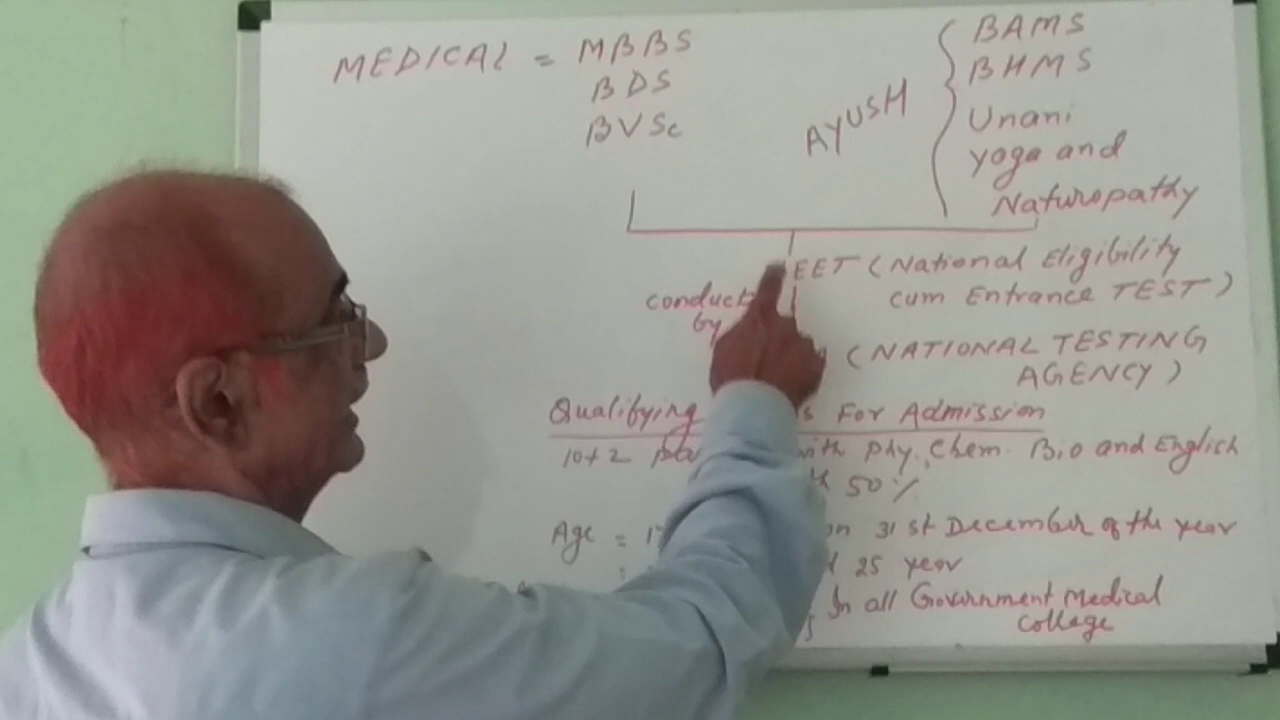 MEDICAL = MBBS
BDS
BVSc
AYUSH
BAMS
BHMS
Unani
yoga and
Naturopathy
EET (National Eligibility
cum Entrance TEST)
conduct
by
(NATIONAL TESTING
AGENCY)
Qualifying For Admission
10+2 with Phy. Chem. Bio and English
50%
Age = on 31st December of the year
25 year
In all Government Medical
College